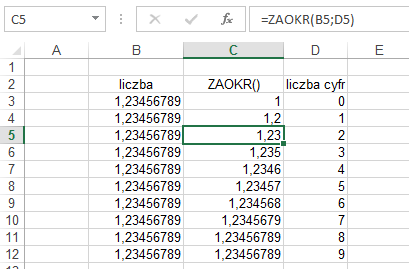 C5 =ZAOKR(B5;D5)
A B C D E
1
2 liczba ZAOKR() liczba cyfr
3 1,23456789 1 0
4 1,23456789 1,2 1
5 1,23456789 1,23 2
6 1,23456789 1,235 3
7 1,23456789 1,2346 4
8 1,23456789 1,23457 5
9 1,23456789 1,234568 6
10 1,23456789 1,2345679 7
11 1,23456789 1,23456789 8
12 1,23456789 1,23456789 9